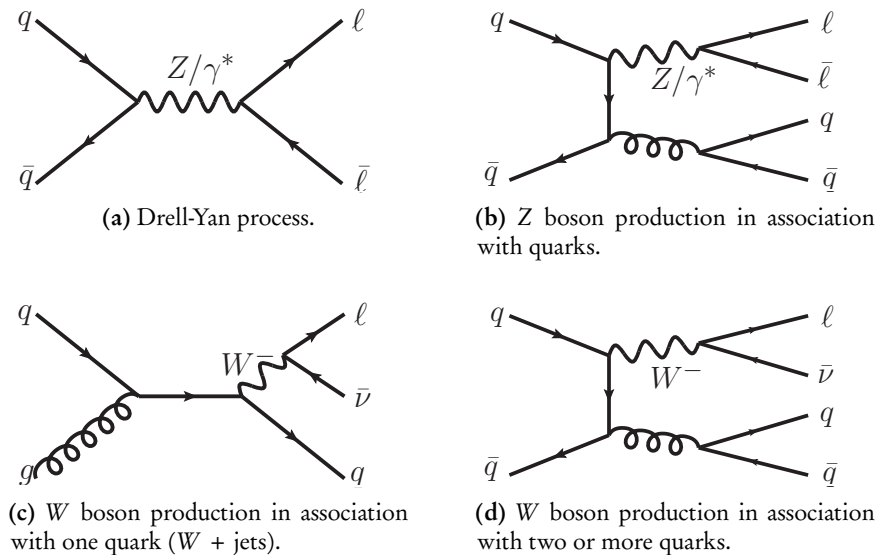 q
ℓ
Z/γ*
q̄
ℓ̄
(a) Drell-Yan process.
q
ℓ
Z/γ*
ℓ̄
q
q̄
q̄
(b) Z boson production in association
with quarks.
q
ℓ
W⁻
ν̄
g
q
(c) W boson production in association
with one quark (W + jets).
q
ℓ
W⁻
ν̄
q
q̄
q̄
(d) W boson production in association
with two or more quarks.